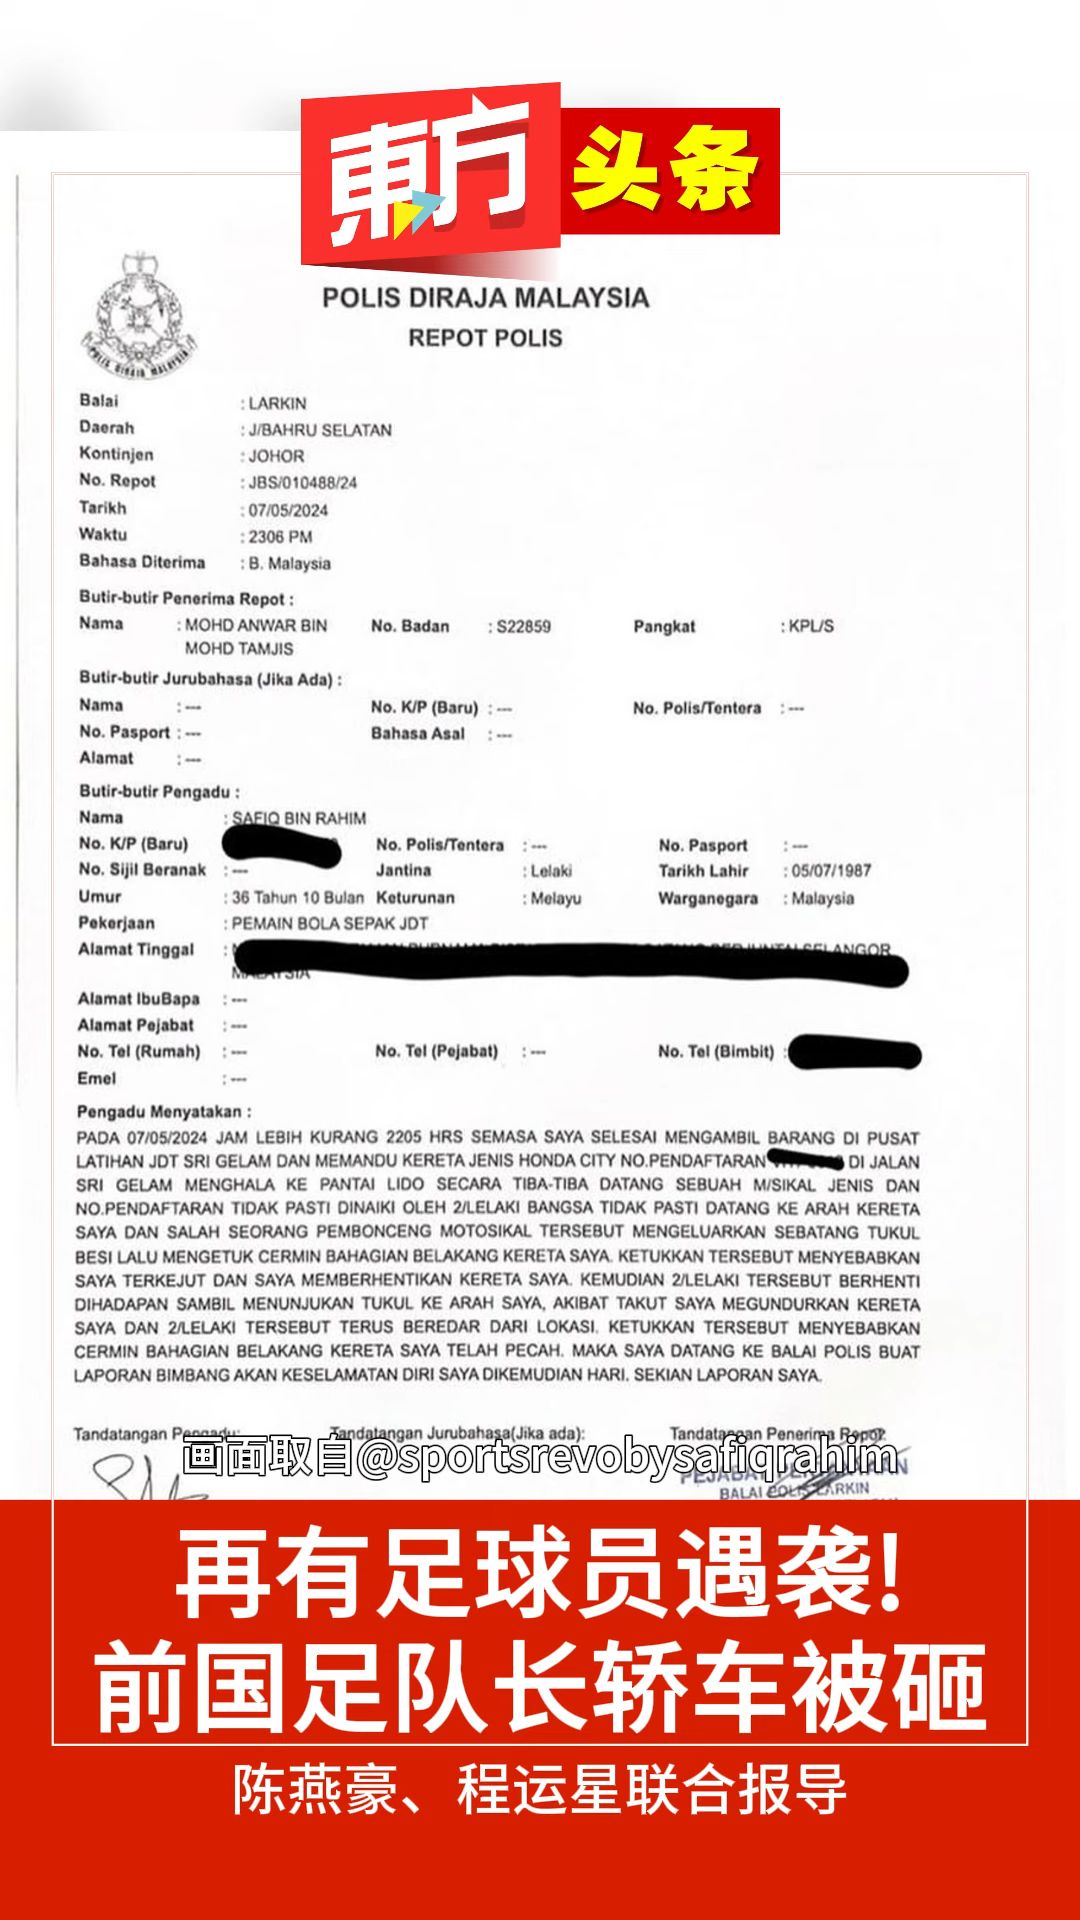 東方 头条
POLIS DIRAJA MALAYSIA
POLIS DIRAJA MALAYSIA
REPOT POLIS
Balai : LARKIN
Daerah : J/BAHRU SELATAN
Kontinjen : JOHOR
No. Repot : JBS/010488/24
Tarikh : 07/05/2024
Waktu : 2306 PM
Bahasa Diterima : B. Malaysia
Butir-butir Penerima Repot :
Nama : MOHD ANWAR BIN No. Badan : S22859 Pangkat : KPL/S
MOHD TAMJIS
Butir-butir Jurubahasa (Jika Ada) :
Nama : --- No. K/P (Baru) : --- No. Polis/Tentera : ---
No. Pasport : --- Bahasa Asal : ---
Alamat : ---
Butir-butir Pengadu :
Nama : SAFIQ BIN RAHIM
No. K/P (Baru) No. Polis/Tentera : --- No. Pasport : ---
No. Sijil Beranak : --- Jantina : Lelaki Tarikh Lahir : 05/07/1987
Umur : 36 Tahun 10 Bulan Keturunan : Melayu Warganegara : Malaysia
Pekerjaan : PEMAIN BOLA SEPAK JDT
Alamat Tinggal : SELANGOR
MALAYSIA
Alamat IbuBapa : ---
Alamat Pejabat : ---
No. Tel (Rumah) : --- No. Tel (Pejabat) : --- No. Tel (Bimbit) :
Emel : ---
Pengadu Menyatakan :
PADA 07/05/2024 JAM LEBIH KURANG 2205 HRS SEMASA SAYA SELESAI MENGAMBIL BARANG DI PUSAT
LATIHAN JDT SRI GELAM DAN MEMANDU KERETA JENIS HONDA CITY NO.PENDAFTARAN DI JALAN
SRI GELAM MENGHALA KE PANTAI LIDO SECARA TIBA-TIBA DATANG SEBUAH M/SIKAL JENIS DAN
NO.PENDAFTARAN TIDAK PASTI DINAIKI OLEH 2/LELAKI BANGSA TIDAK PASTI DATANG KE ARAH KERETA
SAYA DAN SALAH SEORANG PEMBONCENG MOTOSIKAL TERSEBUT MENGELUARKAN SEBATANG TUKUL
BESI LALU MENGETUK CERMIN BAHAGIAN BELAKANG KERETA SAYA. KETUKKAN TERSEBUT MENYEBABKAN
SAYA TERKEJUT DAN SAYA MEMBERHENTIKAN KERETA SAYA. KEMUDIAN 2/LELAKI TERSEBUT BERHENTI
DIHADAPAN SAMBIL MENUNJUKAN TUKUL KE ARAH SAYA, AKIBAT TAKUT SAYA MEGUNDURKAN KERETA
SAYA DAN 2/LELAKI TERSEBUT TERUS BEREDAR DARI LOKASI. KETUKKAN TERSEBUT MENYEBABKAN
CERMIN BAHAGIAN BELAKANG KERETA SAYA TELAH PECAH. MAKA SAYA DATANG KE BALAI POLIS BUAT
LAPORAN BIMBANG AKAN KESELAMATAN DIRI SAYA DIKEMUDIAN HARI. SEKIAN LAPORAN SAYA.
Tandatangan Pengadu: Tandatangan Jurubahasa(Jika ada): Tandatangan Penerima Repot:
画面取自@sportsrevobysafiqrahim
BALAI POLIS LARKIN
再有足球员遇袭!
前国足队长轿车被砸
陈燕豪、程运星联合报导